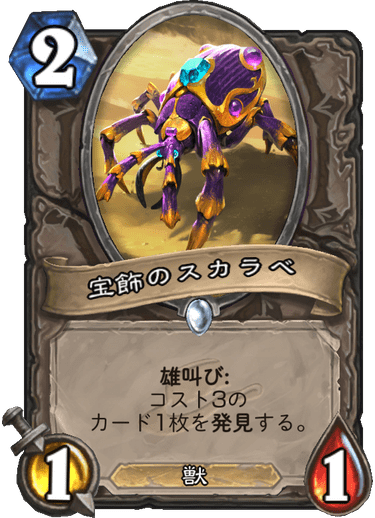 2
宝飾のスカラベ
雄叫び:
コスト3の
カード1枚を発見する。
獣
1
1